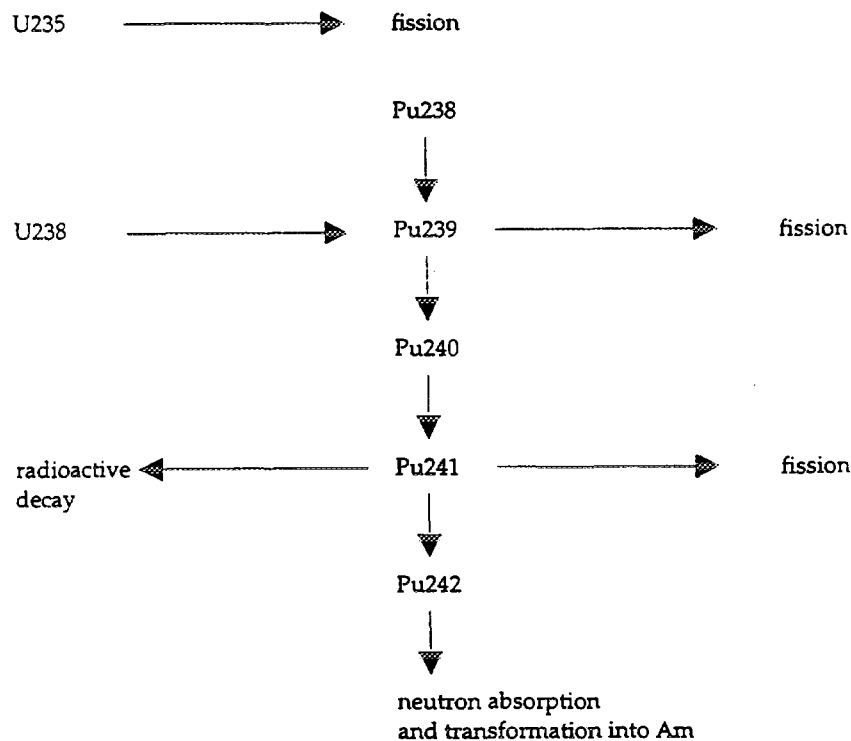 U235 fission
Pu238
U238 Pu239 fission
Pu240
radioactive Pu241 fission
decay
Pu242
neutron absorption
and transformation into Am